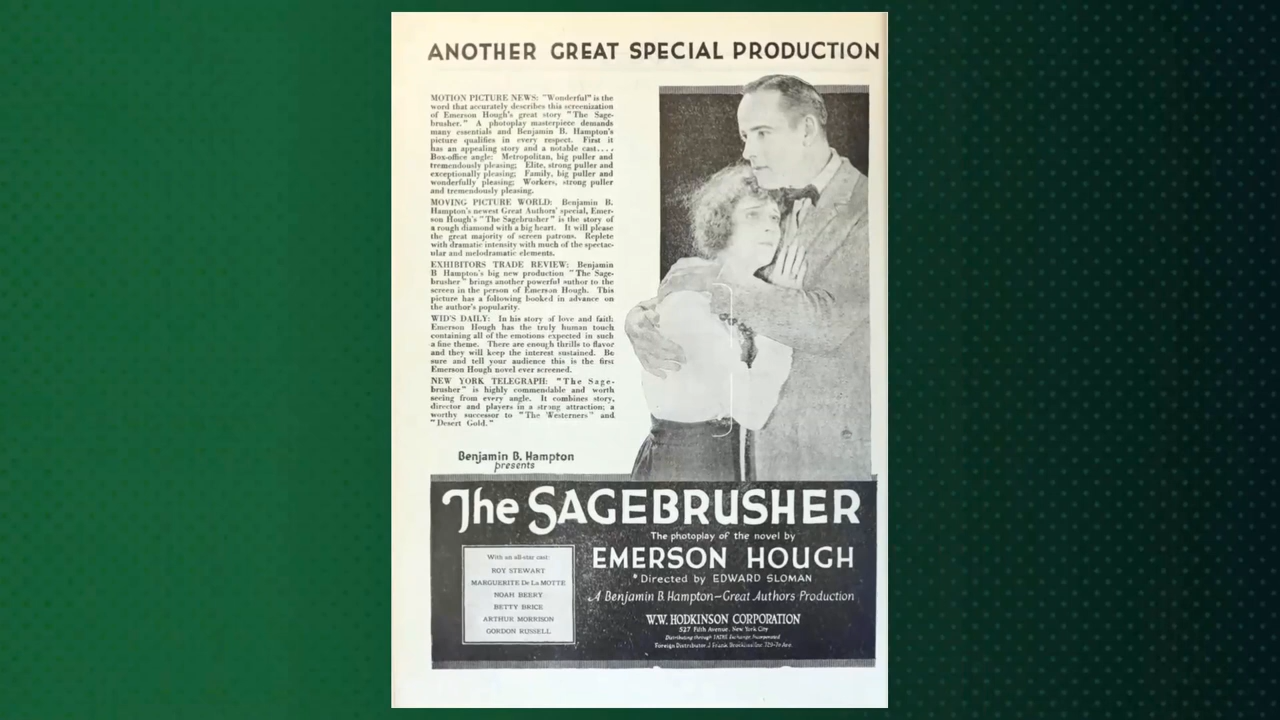 ANOTHER GREAT SPECIAL PRODUCTION
MOTION PICTURE NEWS: "Wonderful" is the
word that accurately describes this screenization
of Emerson Hough's great story "The Sage-
brusher." A photoplay masterpiece demands
many essentials and Benjamin B. Hampton's
picture qualifies in every respect. First it
has an appealing story and a notable cast....
Box-office angle: Metropolitan, big puller and
tremendously pleasing; Elite, strong puller and
exceptionally pleasing; Family, big puller and
wonderfully pleasing; Workers, strong puller
and tremendously pleasing.
MOVING PICTURE WORLD: Benjamin B.
Hampton's newest Great Authors' special, Emer-
son Hough's "The Sagebrusher" is the story of
a rough diamond with a big heart. It will please
the great majority of screen patrons. Replete
with dramatic intensity with much of the spectac-
ular and melodramatic elements.
EXHIBITORS TRADE REVIEW: Benjamin
B Hampton's big new production "The Sage-
brusher" brings another powerful author to the
screen in the person of Emerson Hough. This
picture has a following booked in advance on
the author's popularity.
WID'S DAILY: In his story of love and faith
Emerson Hough has the truly human touch
containing all of the emotions expected in such
a fine theme. There are enough thrills to flavor
and they will keep the interest sustained. Be
sure and tell your audience this is the first
Emerson Hough novel ever screened.
NEW YORK TELEGRAPH: "The Sage-
brusher" is highly commendable and worth
seeing from every angle. It combines story,
director and players in a strong attraction; a
worthy successor to "The Westerners" and
"Desert Gold."
Benjamin B. Hampton
presents
The SAGEBRUSHER
The photoplay of the novel by
EMERSON HOUGH
Directed by EDWARD SLOMAN
A Benjamin B. Hampton–Great Authors Production
With an all-star cast:
ROY STEWART
MARGUERITE De La MOTTE
NOAH BEERY
BETTY BRICE
ARTHUR MORRISON
GORDON RUSSELL
W.W. HODKINSON CORPORATION
527 Fifth Avenue, New York City
Distributing through PATHE Exchange Incorporated
Foreign Distributor J. Frank Brockliss Inc. 729-7th Ave.